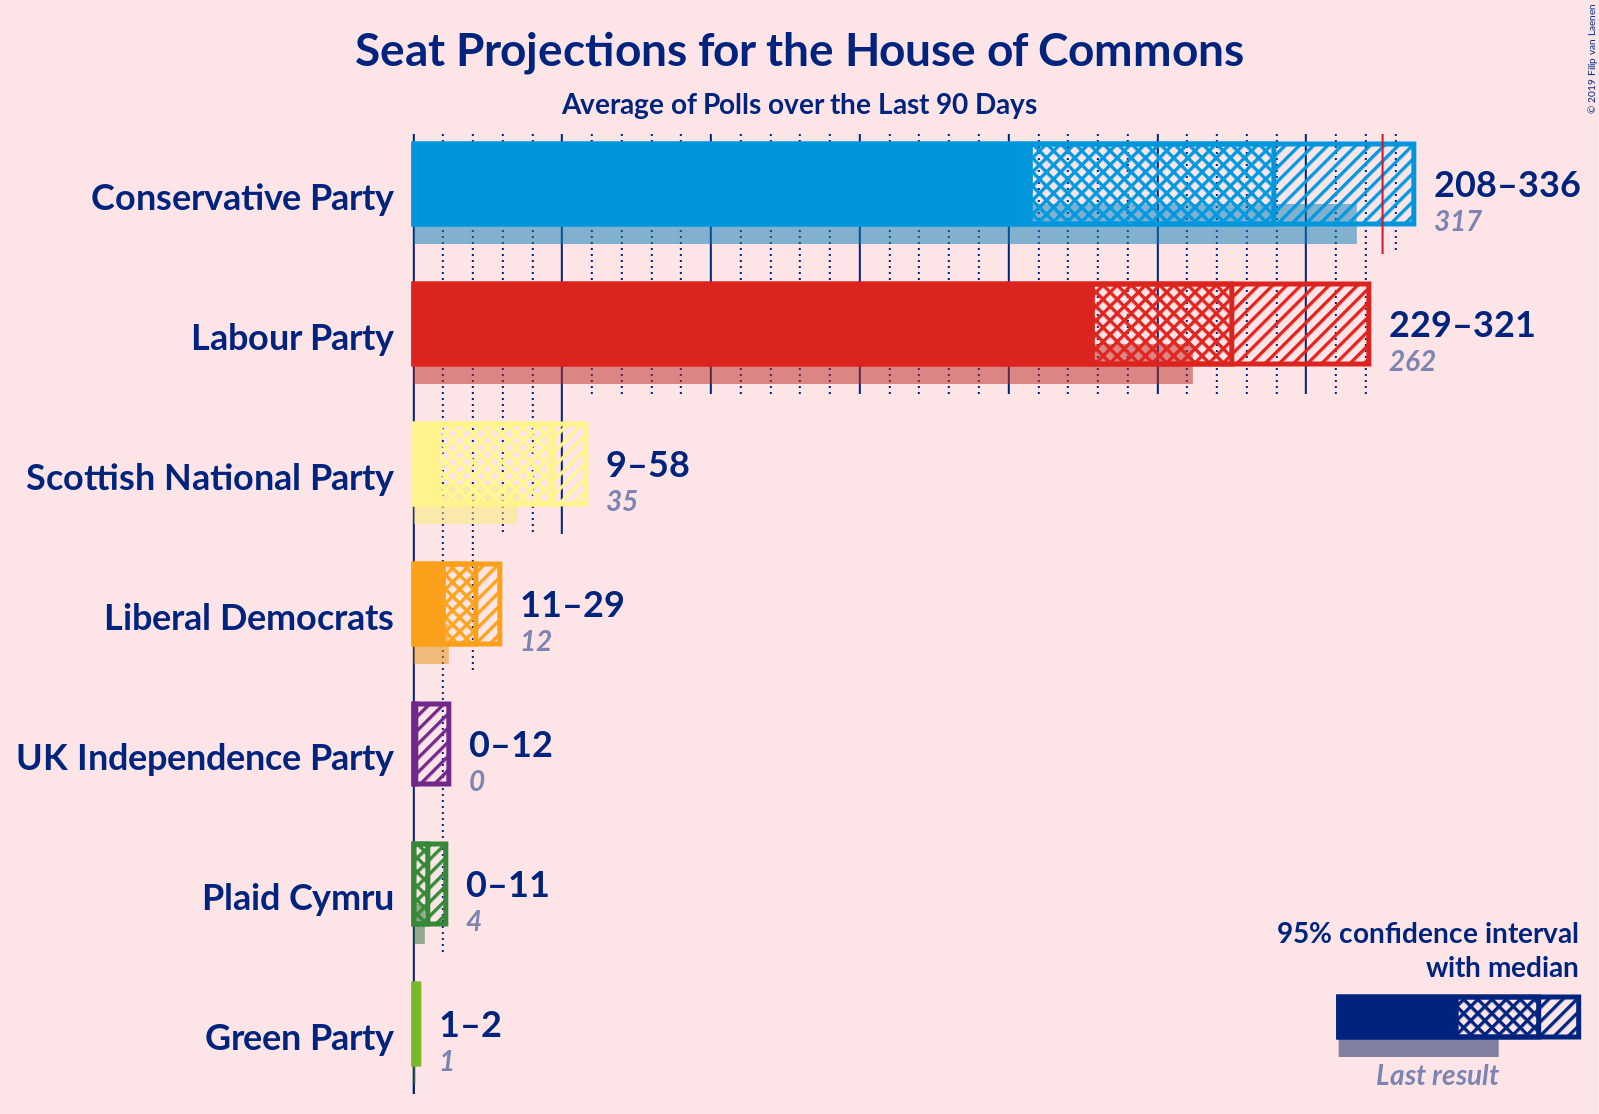 Seat Projections for the House of Commons
Average of Polls over the Last 90 Days
© 2019 Filip van Laenen
Conservative Party
208–336
317
Labour Party
229–321
262
Scottish National Party
9–58
35
Liberal Democrats
11–29
12
UK Independence Party
0–12
0
Plaid Cymru
0–11
4
Green Party
1–2
1
95% confidence interval
with median
Last result